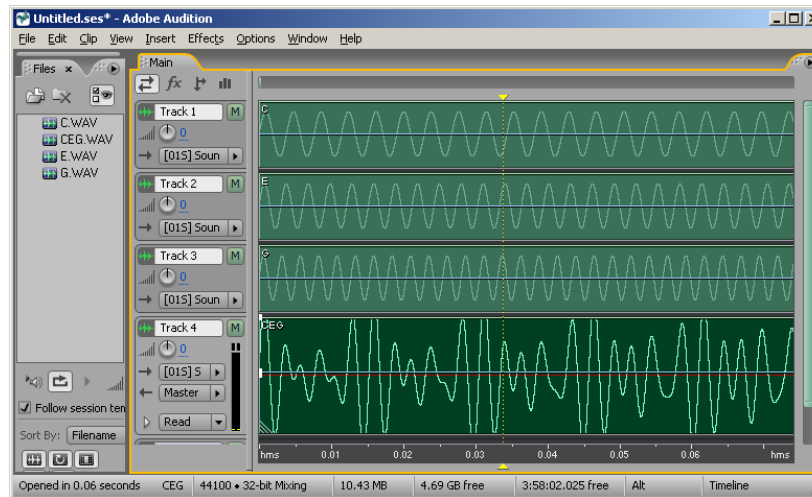 Untitled.ses* - Adobe Audition
File Edit Clip View Insert Effects Options Window Help
Files x
Main
fx
C.WAV
CEG.WAV
E.WAV
G.WAV
Track 1 M
0
[01S] Soun
C
Track 2 M
0
[01S] Soun
E
Track 3 M
0
[01S] Soun
G
Track 4 M
0
[01S] S
Master
Read
CEG
Follow session ten
Sort By: Filename
hms 0.01 0.02 0.03 0.04 0.05 0.06 hms
Opened in 0.06 seconds CEG 44100 • 32-bit Mixing 10.43 MB 4.69 GB free 3:58:02.025 free Alt Timeline